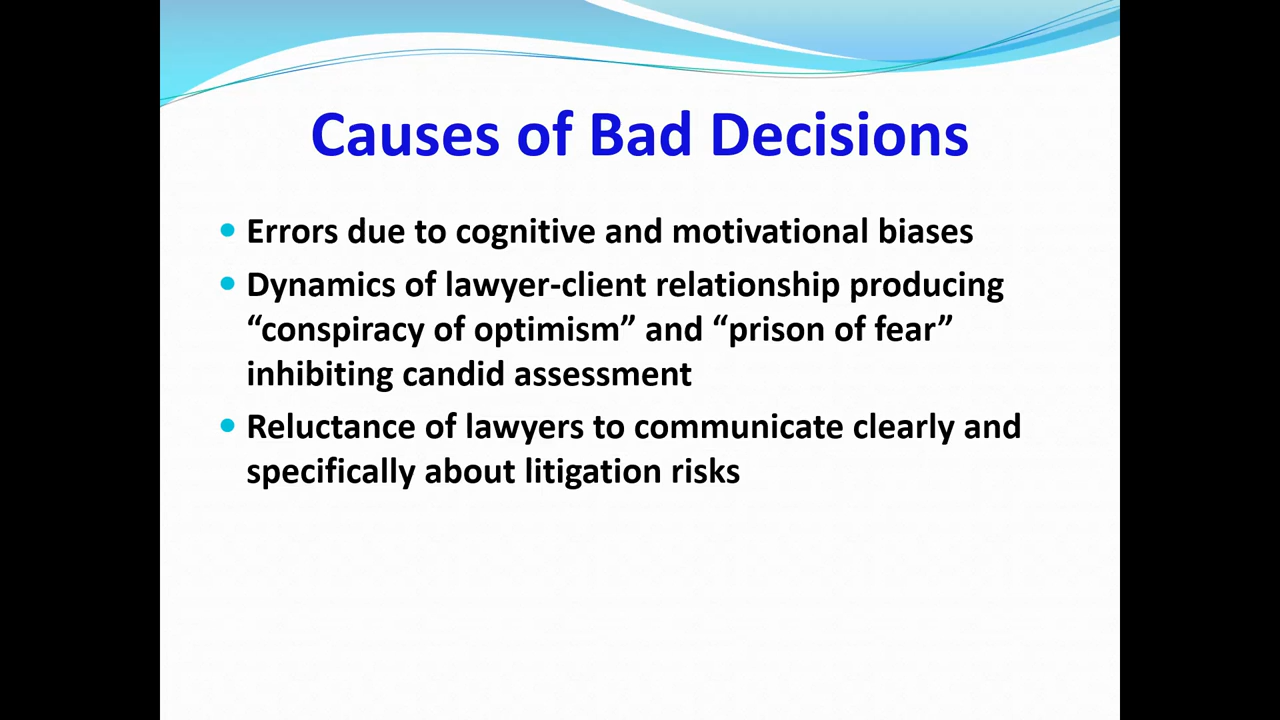 Causes of Bad Decisions
• Errors due to cognitive and motivational biases
• Dynamics of lawyer-client relationship producing
“conspiracy of optimism” and “prison of fear”
inhibiting candid assessment
• Reluctance of lawyers to communicate clearly and
specifically about litigation risks